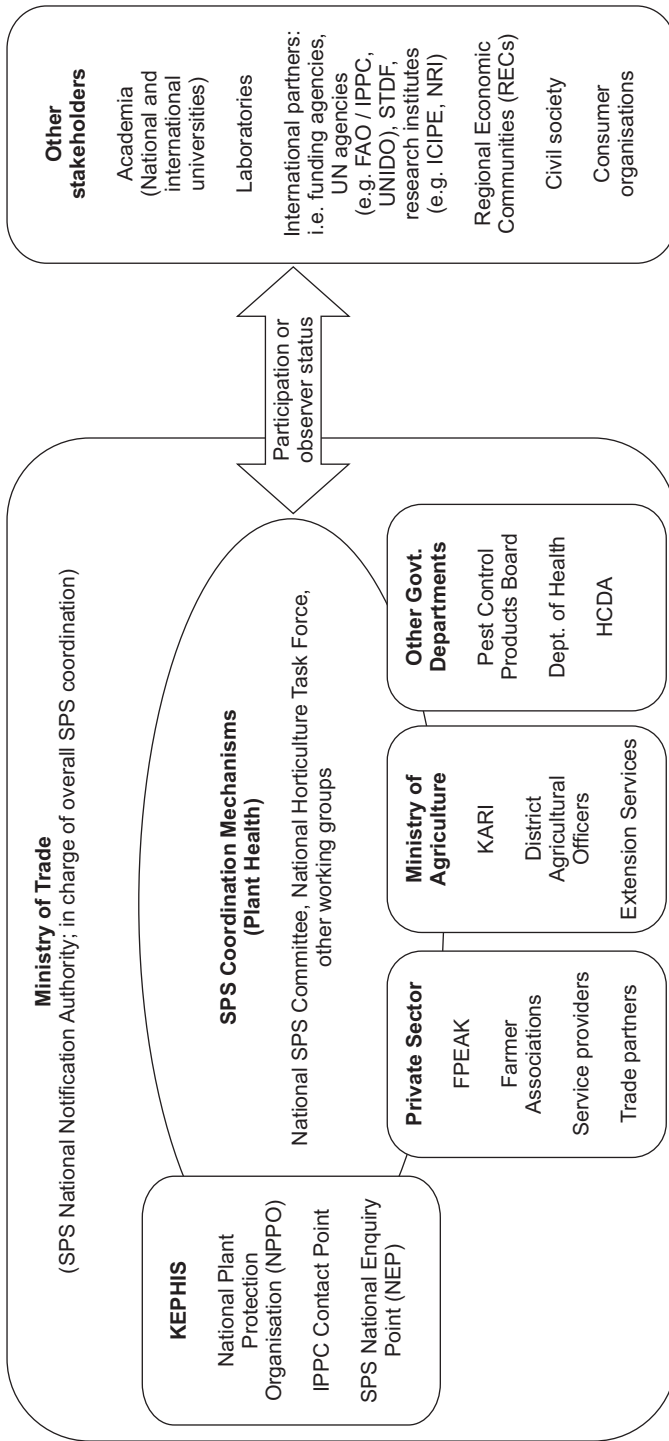 Ministry of Trade
(SPS National Notification Authority; in charge of overall SPS coordination)
SPS Coordination Mechanisms
(Plant Health)
National SPS Committee, National Horticulture Task Force,
other working groups
KEPHIS
National Plant
Protection
Organisation (NPPO)
IPPC Contact Point
SPS National Enquiry
Point (NEP)
Private Sector
FPEAK
Farmer
Associations
Service providers
Trade partners
Ministry of
Agriculture
KARI
District
Agricultural
Officers
Extension Services
Other Govt.
Departments
Pest Control
Products Board
Dept. of Health
HCDA
Participation or
observer status
Other
stakeholders
Academia
(National and
international
universities)
Laboratories
International partners:
i.e. funding agencies,
UN agencies
(e.g. FAO / IPPC,
UNIDO), STDF,
research institutes
(e.g. ICIPE, NRI)
Regional Economic
Communities (RECs)
Civil society
Consumer
organisations